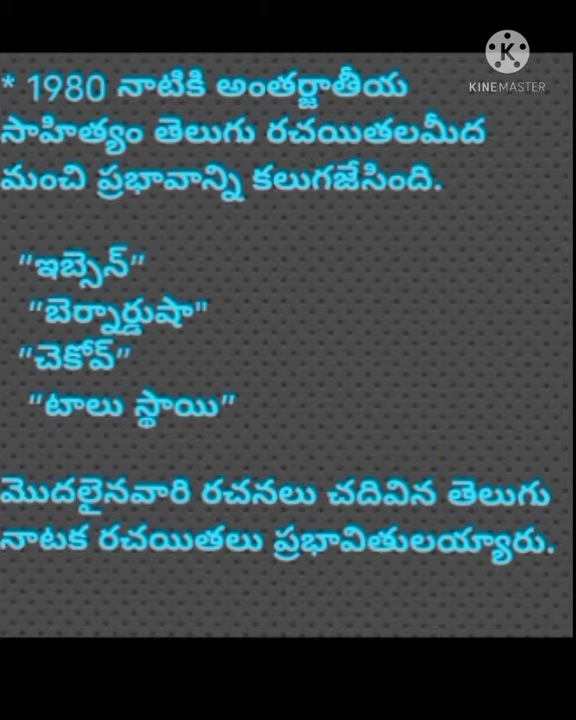 KINEMASTER
* 1980 నాటికి అంతర్జాతీయ
సాహిత్యం తెలుగు రచయితలమీద
మంచి ప్రభావాన్ని కలుగజేసింది.
"ఇబ్సెన్"
"బెర్నార్డుషా"
"చెకోవ్"
"టాలు స్థాయి"
మొదలైనవారి రచనలు చదివిన తెలుగు
నాటక రచయితలు ప్రభావితులయ్యారు.